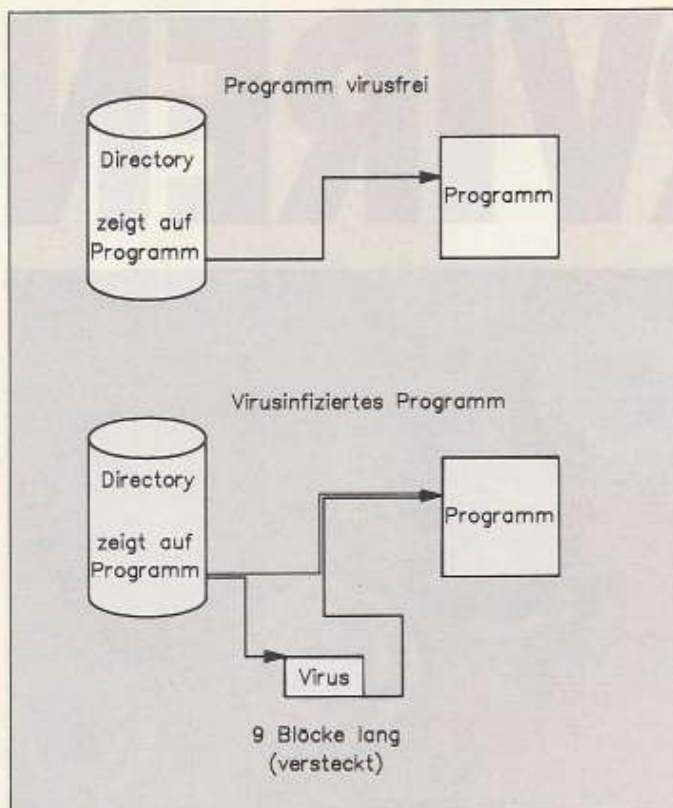 VIREN
Programm virusfrei
Directory
zeigt auf
Programm
Programm
Virusinfiziertes Programm
Directory
zeigt auf
Programm
Programm
Virus
9 Blöcke lang
(versteckt)